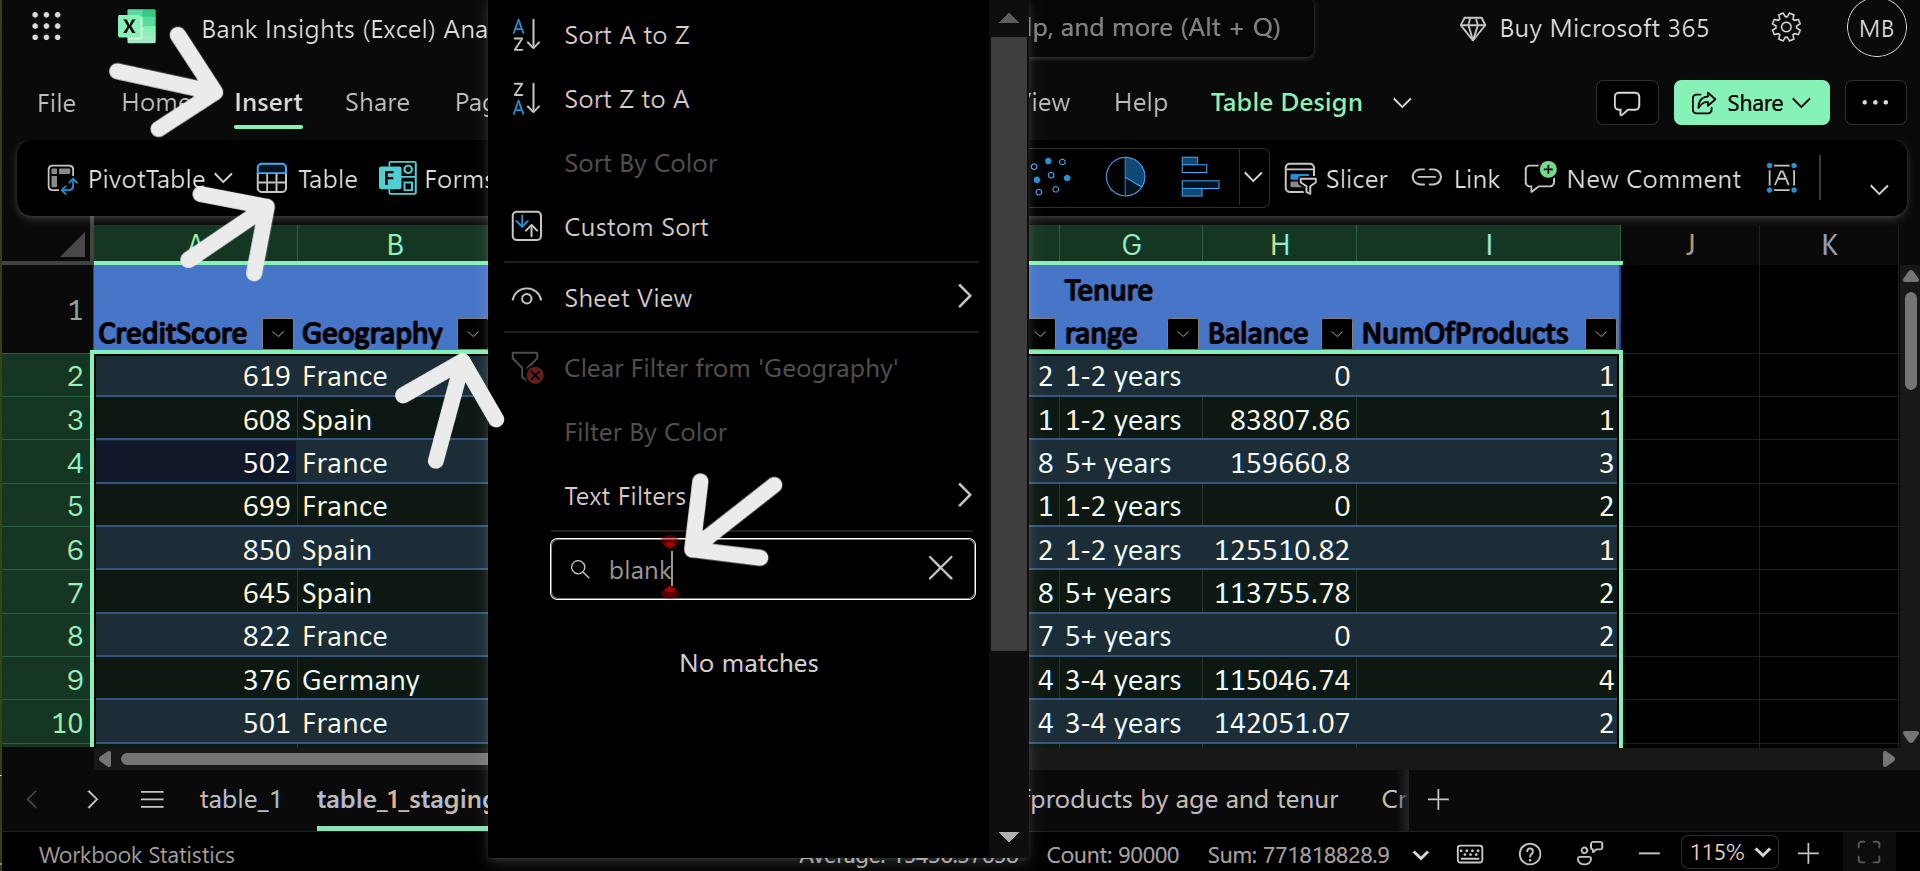 Bank Insights (Excel) Ana
lp, and more (Alt + Q)
Buy Microsoft 365
MB
File
Home
Insert
Share
Pag
View
Help
Table Design
Share
PivotTable
Table
Forms
Slicer
Link
New Comment
A
B
G
H
I
J
K
1
CreditScore
Geography
Tenure
range
Balance
NumOfProducts
2 619 France 2 1-2 years 0 1
3 608 Spain 1 1-2 years 83807.86 1
4 502 France 8 5+ years 159660.8 3
5 699 France 1 1-2 years 0 2
6 850 Spain 2 1-2 years 125510.82 1
7 645 Spain 8 5+ years 113755.78 2
8 822 France 7 5+ years 0 2
9 376 Germany 4 3-4 years 115046.74 4
10 501 France 4 3-4 years 142051.07 2
Sort A to Z
Sort Z to A
Sort By Color
Custom Sort
Sheet View
Clear Filter from 'Geography'
Filter By Color
Text Filters
blank
No matches
table_1
table_1_staging
products by age and tenur
Cr
Workbook Statistics
Count: 90000
Sum: 771818828.9
115%